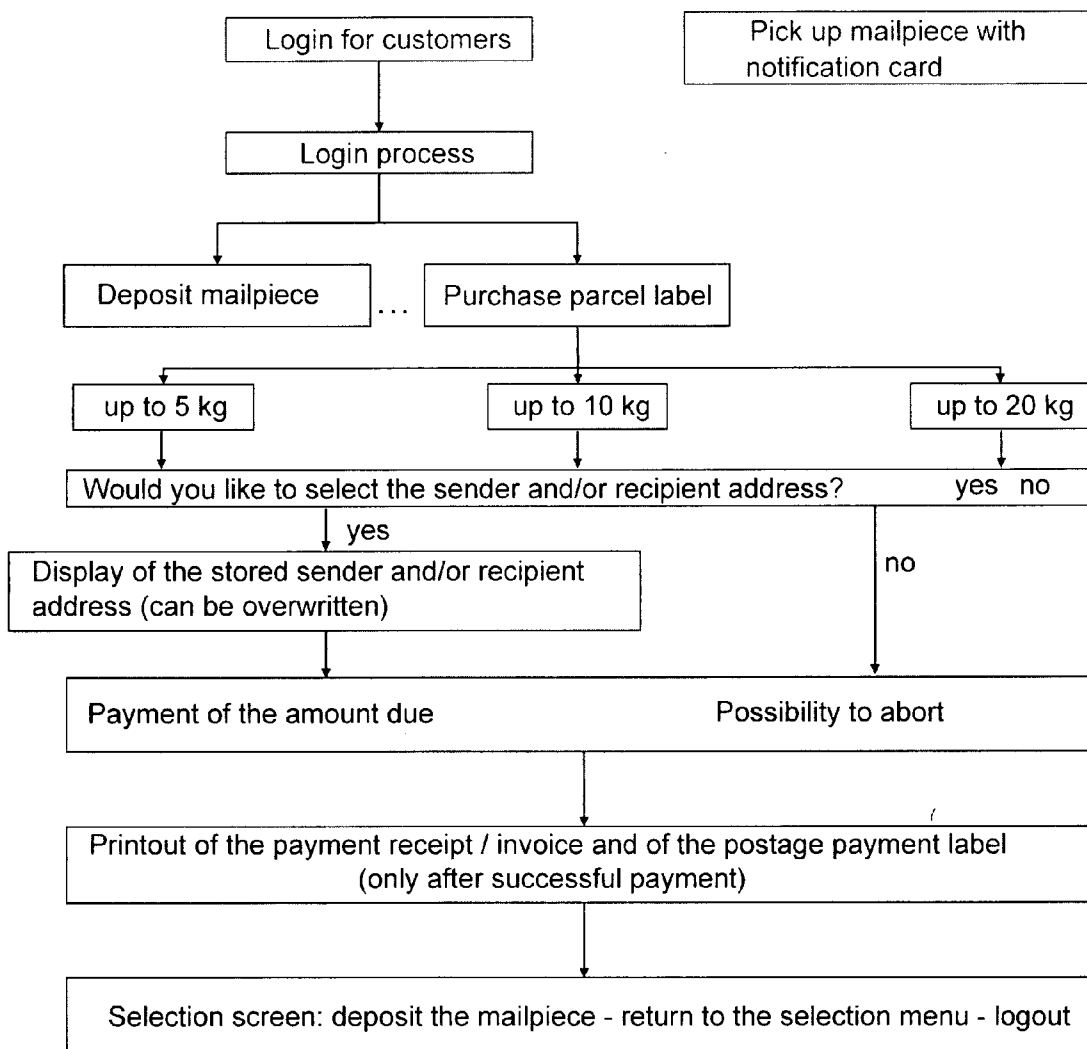 Login for customers
Pick up mailpiece with
notification card
Login process
Deposit mailpiece
...
Purchase parcel label
up to 5 kg
up to 10 kg
up to 20 kg
Would you like to select the sender and/or recipient address? yes no
yes
no
Display of the stored sender and/or recipient
address (can be overwritten)
Payment of the amount due
Possibility to abort
Printout of the payment receipt / invoice and of the postage payment label
(only after successful payment)
Selection screen: deposit the mailpiece - return to the selection menu - logout